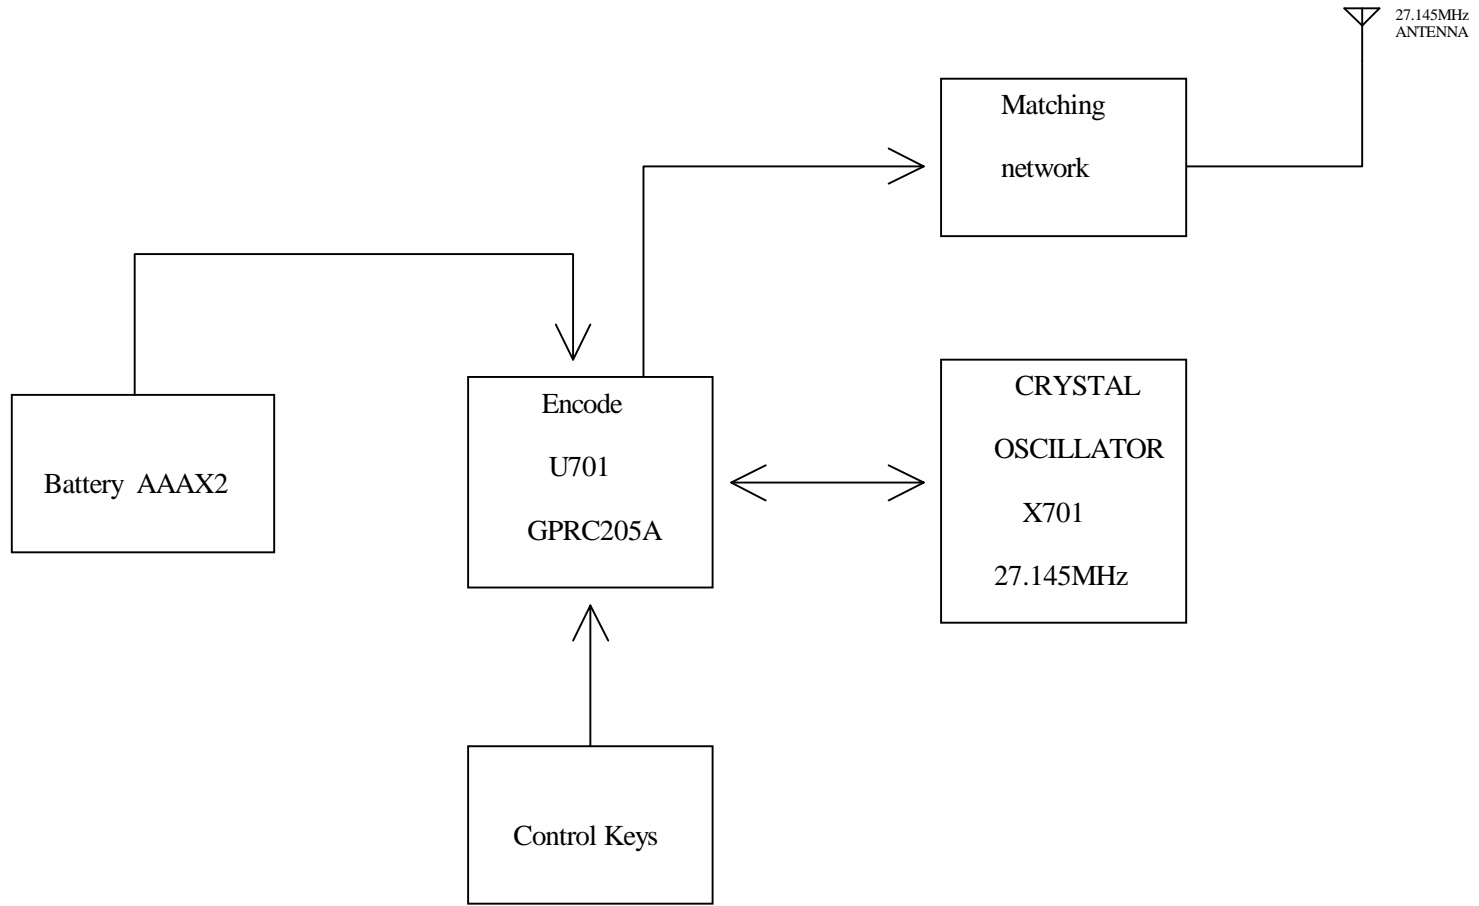 27.145MHz
ANTENNA
Matching
network
Encode
U701
GPRC205A
CRYSTAL
OSCILLATOR
X701
27.145MHz
Battery AAAX2
Control Keys